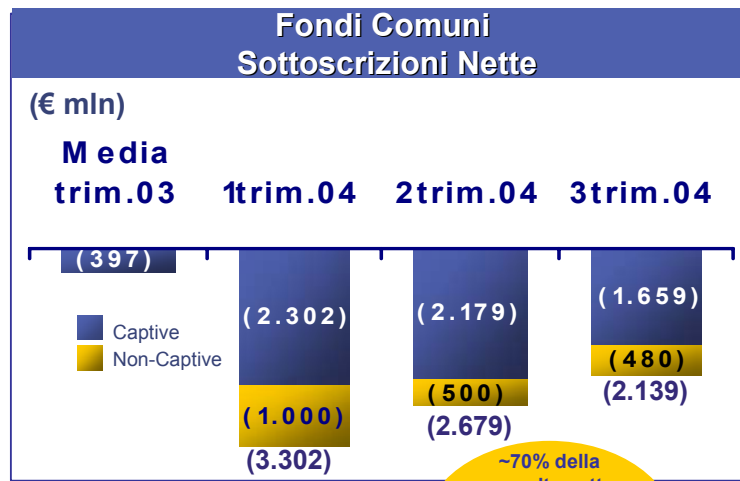 Fondi Comuni
Sottoscrizioni Nette
(€ mln)
Media
trim.03 1trim.04 2trim.04 3trim.04
(397)
(2.302) (2.179) (1.659)
Captive
Non-Captive
(1.000) (500) (480)
(3.302) (2.679) (2.139)
~70% della